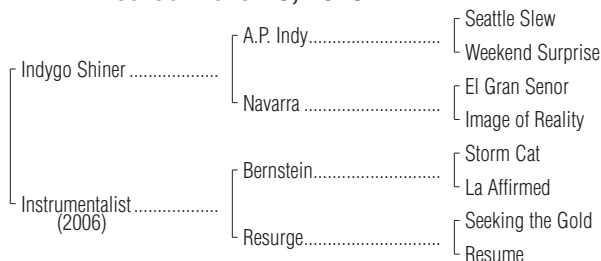 Seattle Slew
A.P. Indy
Weekend Surprise
Indygo Shiner
El Gran Senor
Navarra
Image of Reality
Storm Cat
Bernstein
La Affirmed
Instrumentalist
(2006)
Seeking the Gold
Resurge
Resume